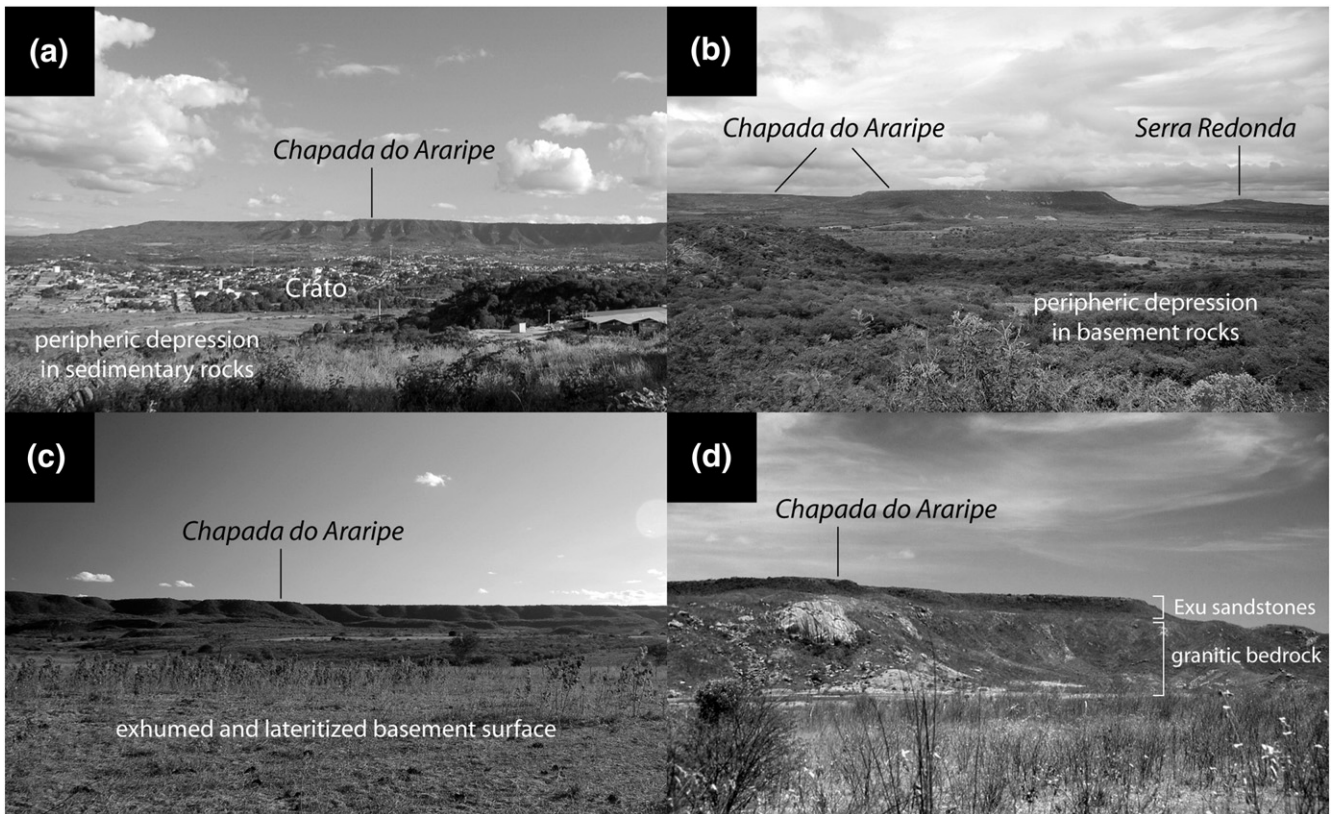 (a)
Chapada do Araripe
Crato
peripheric depression
in sedimentary rocks
(b)
Chapada do Araripe
Serra Redonda
peripheric depression
in basement rocks
(c)
Chapada do Araripe
exhumed and lateritized basement surface
(d)
Chapada do Araripe
Exu sandstones
granitic bedrock